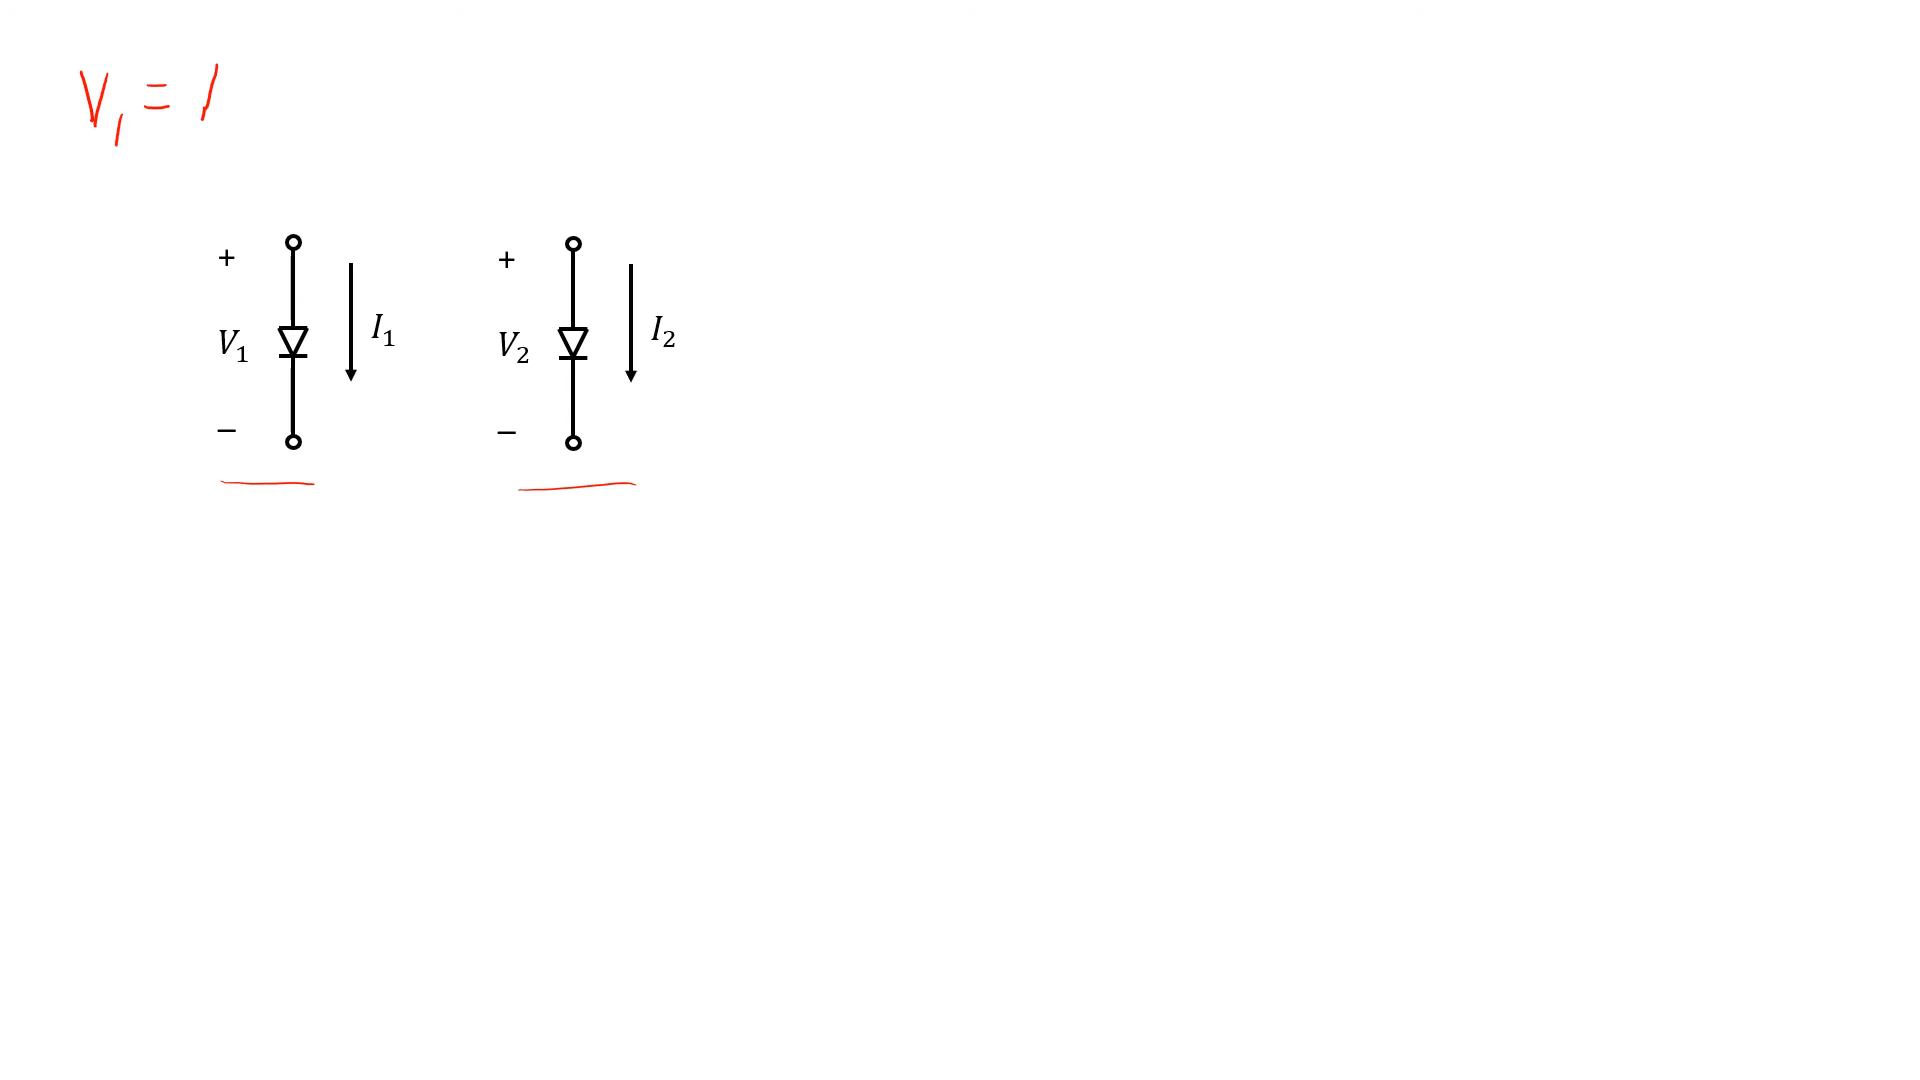 V₁ = 1
+ +
V₁ I₁ V₂ I₂
− −